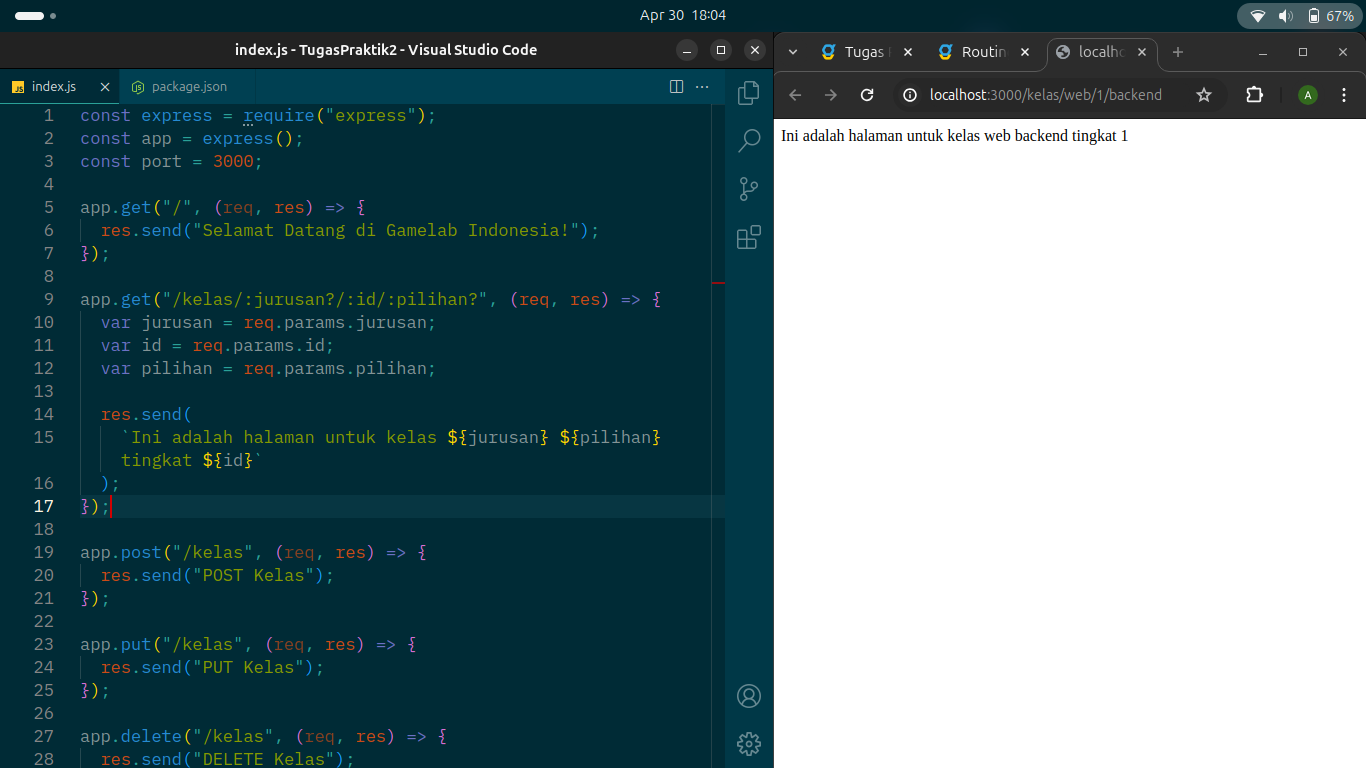 Apr 30 18:04
67%
index.js - TugasPraktik2 - Visual Studio Code
JS index.js
JS package.json
1 const express = require("express");
2 const app = express();
3 const port = 3000;
4
5 app.get("/", (req, res) => {
6 res.send("Selamat Datang di Gamelab Indonesia!");
7 });
8
9 app.get("/kelas/:jurusan?/:id/:pilihan?", (req, res) => {
10 var jurusan = req.params.jurusan;
11 var id = req.params.id;
12 var pilihan = req.params.pilihan;
13
14 res.send(
15 `Ini adalah halaman untuk kelas ${jurusan} ${pilihan}
tingkat ${id}`
16 );
17 });
18
19 app.post("/kelas", (req, res) => {
20 res.send("POST Kelas");
21 });
22
23 app.put("/kelas", (req, res) => {
24 res.send("PUT Kelas");
25 });
26
27 app.delete("/kelas", (req, res) => {
28 res.send("DELETE Kelas");
Tugas
Routin
localho
localhost:3000/kelas/web/1/backend
A
Ini adalah halaman untuk kelas web backend tingkat 1